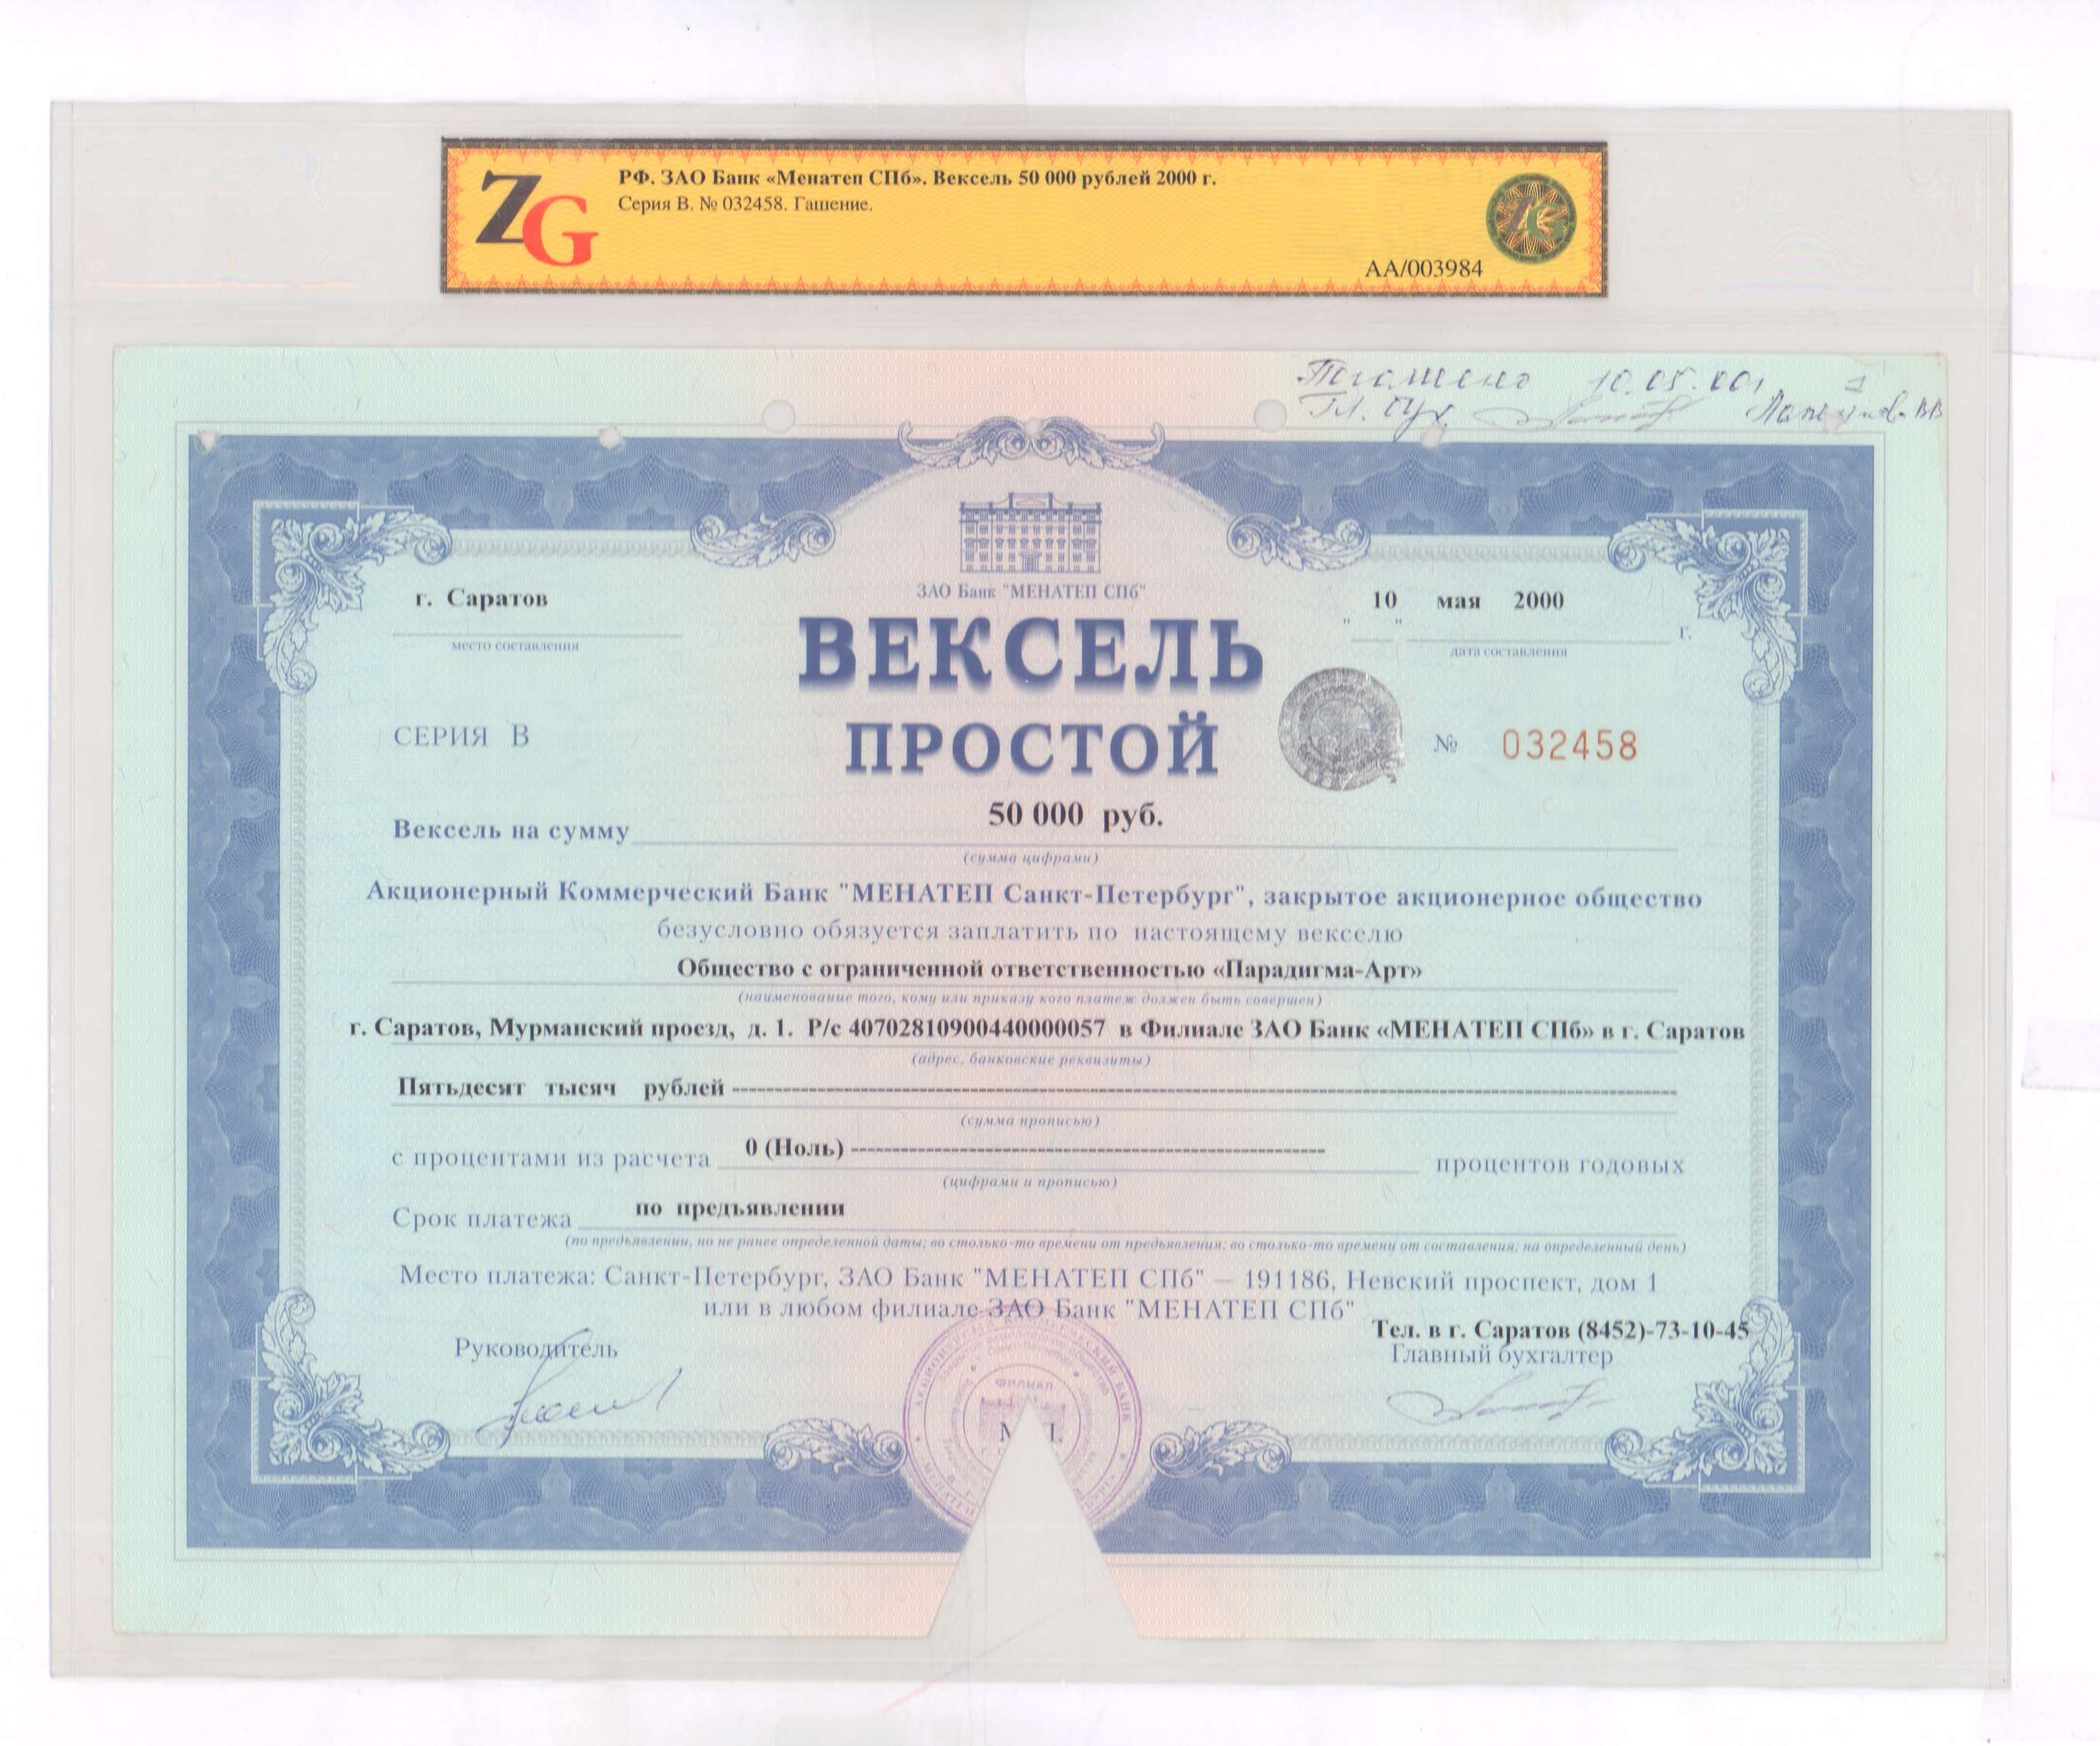 ZG
РФ. ЗАО Банк «Менатеп СПб». Вексель 50 000 рублей 2000 г.
Серия В. № 032458. Гашение.
АА/003984
Погашено 10.05.00г.
Гл. бух.
ЗАО Банк "МЕНАТЕП СПб"
г. Саратов
10 мая 2000
" " г.
место составления
дата составления
ВЕКСЕЛЬ
ПРОСТОЙ
СЕРИЯ В
№ 032458
50 000 руб.
Вексель на сумму
(сумма цифрами)
Акционерный Коммерческий Банк "МЕНАТЕП Санкт-Петербург", закрытое акционерное общество
безусловно обязуется заплатить по настоящему векселю
Общество с ограниченной ответственностью «Парадигма-Арт»
(наименование того, кому или приказу кого платеж должен быть совершен)
г. Саратов, Мурманский проезд, д. 1. Р/с 40702810900440000057 в Филиале ЗАО Банк «МЕНАТЕП СПб» в г. Саратов
(адрес, банковские реквизиты)
Пятьдесят тысяч рублей
(сумма прописью)
с процентами из расчета 0 (Ноль) процентов годовых
(цифрами и прописью)
Срок платежа по предъявлении
(по предъявлении, но не ранее определенной даты; во столько-то времени от предъявления; во столько-то времени от составления; на определенный день)
Место платежа: Санкт-Петербург, ЗАО Банк "МЕНАТЕП СПб" — 191186, Невский проспект, дом 1
или в любом филиале ЗАО Банк "МЕНАТЕП СПб"
Тел. в г. Саратов (8452)-73-10-45
Руководитель
Главный бухгалтер
ФИЛИАЛ